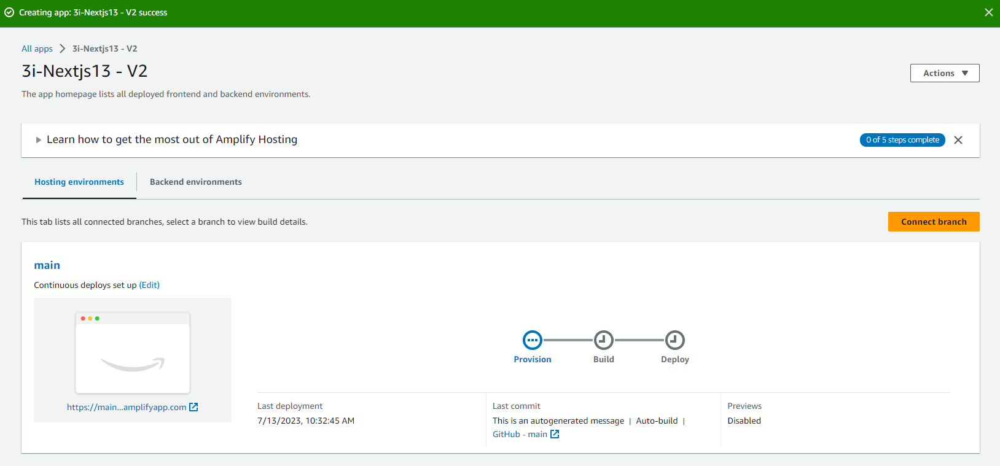 Creating app: 3i-Nextjs13 - V2 success
All apps 3i-Nextjs13 - V2
3i-Nextjs13 - V2
Actions
The app homepage lists all deployed frontend and backend environments.
Learn how to get the most out of Amplify Hosting
0 of 5 steps complete
Hosting environments
Backend environments
This tab lists all connected branches, select a branch to view build details.
Connect branch
main
Continuous deploys set up (Edit)
https://main...amplifyapp.com
Provision
Build
Deploy
Last deployment
7/13/2023, 10:32:45 AM
Last commit
This is an autogenerated message | Auto-build |
GitHub - main
Previews
Disabled